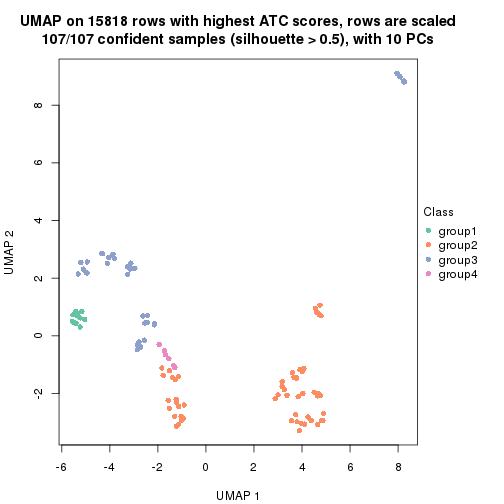 UMAP on 15818 rows with highest ATC scores, rows are scaled
107/107 confident samples (silhouette > 0.5), with 10 PCs
UMAP 2
8
6
4
2
0
-2
-6
-4
-2
0
2
4
6
8
UMAP 1
Class
group1
group2
group3
group4